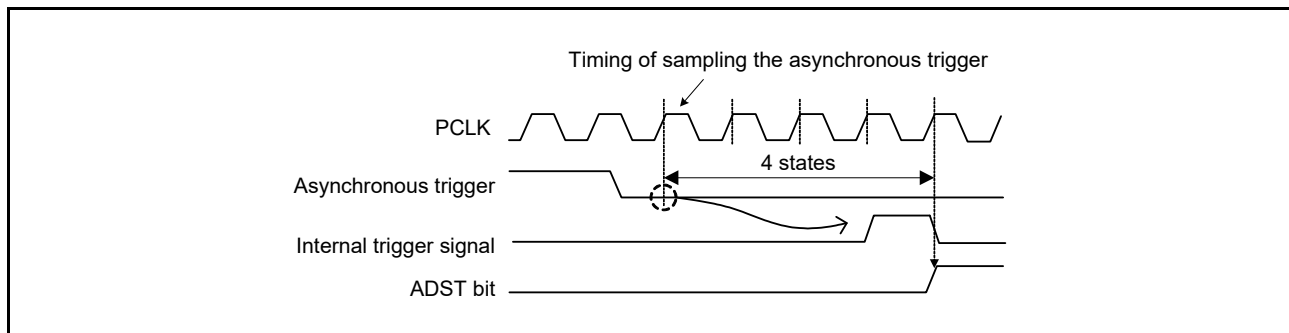 Timing of sampling the asynchronous trigger
PCLK
4 states
Asynchronous trigger
Internal trigger signal
ADST bit